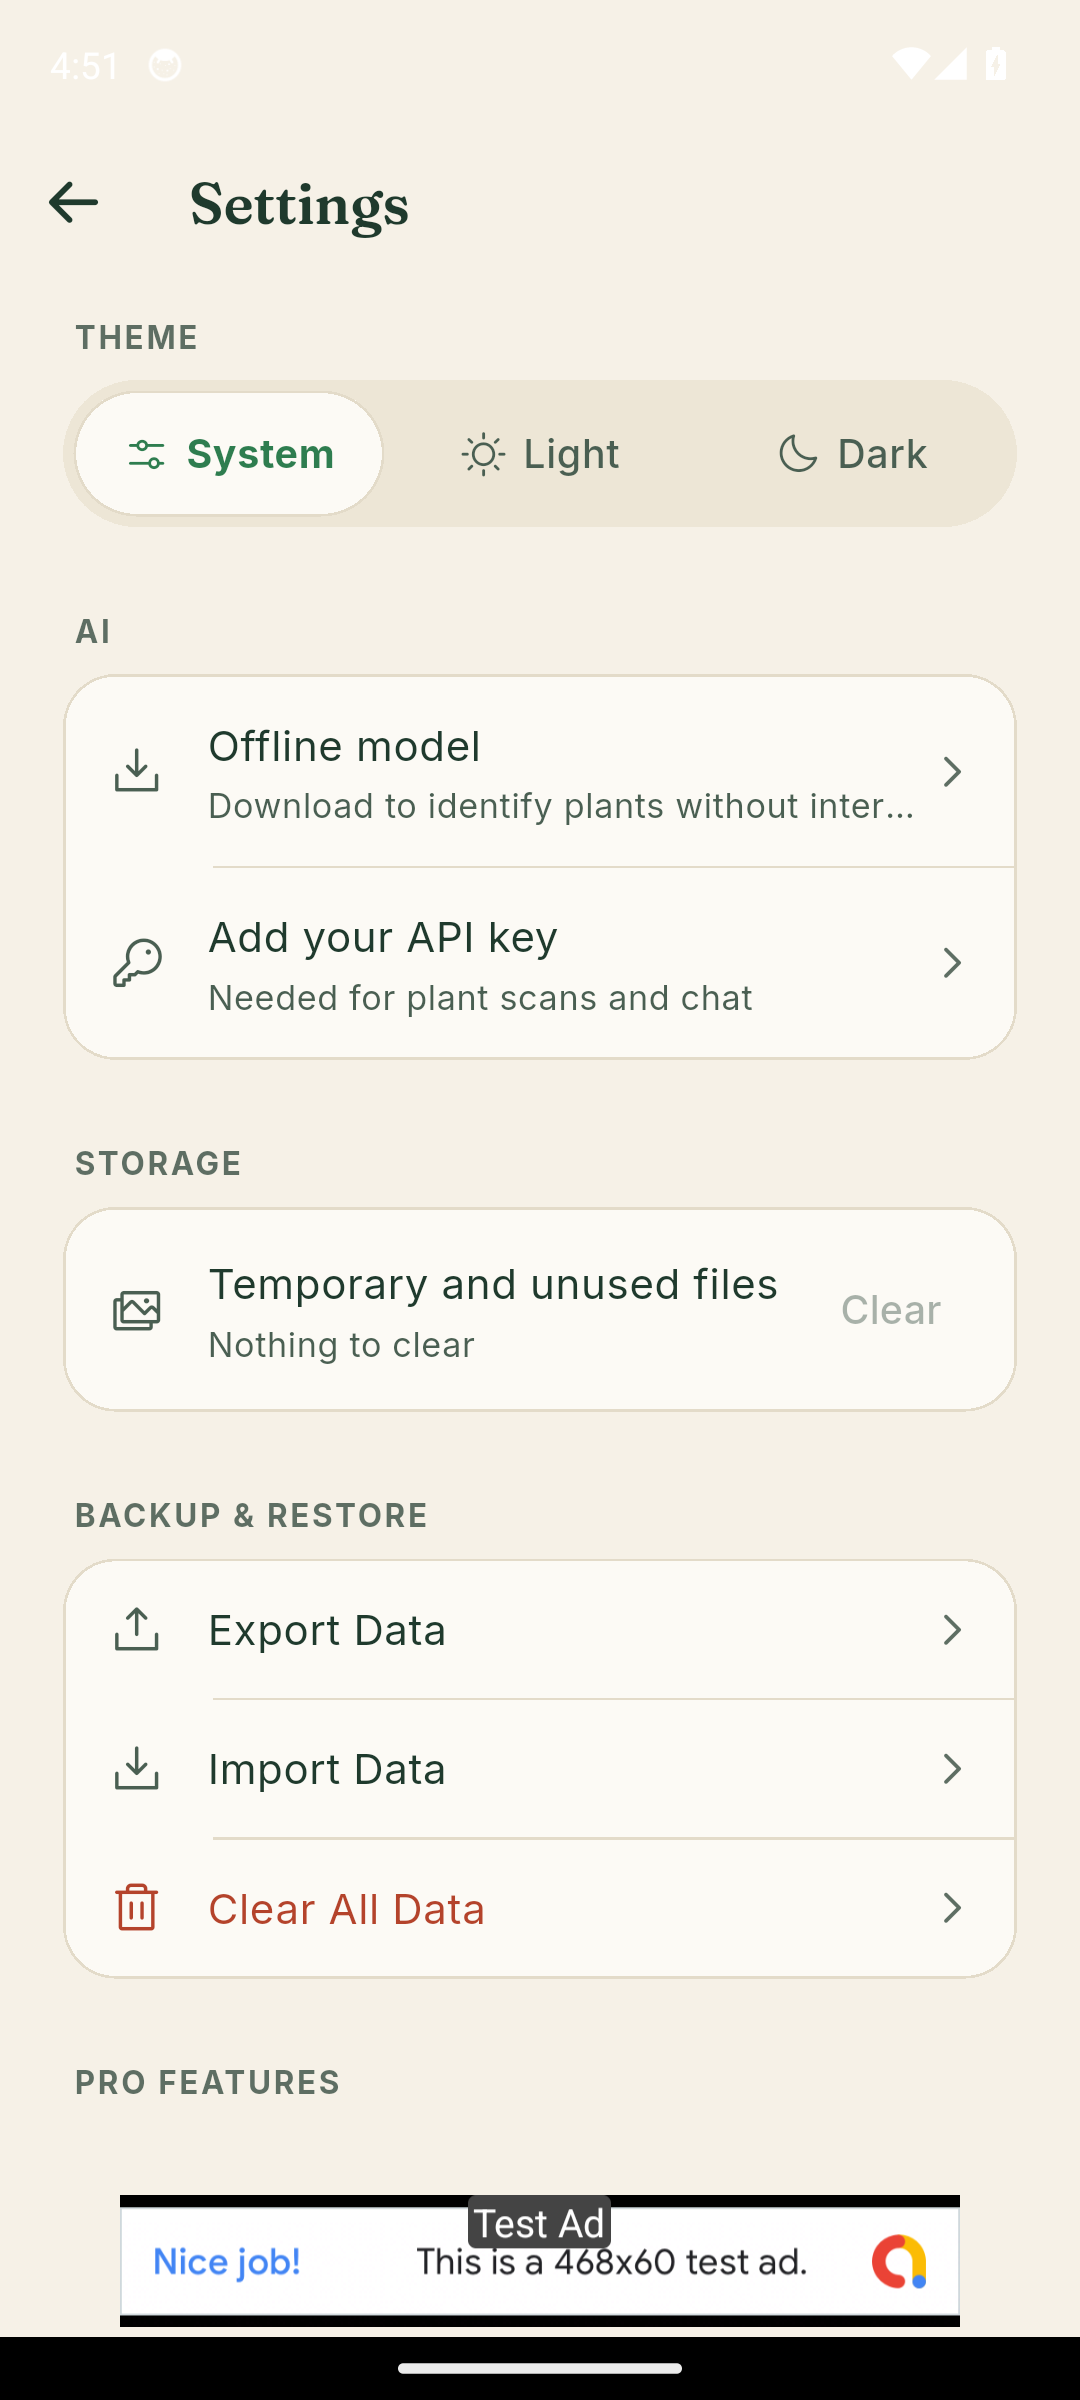 4:51
Settings
THEME
System
Light
Dark
AI
Offline model
Download to identify plants without inter...
Add your API key
Needed for plant scans and chat
STORAGE
Temporary and unused files
Clear
Nothing to clear
BACKUP & RESTORE
Export Data
Import Data
Clear All Data
PRO FEATURES
Test Ad
Nice job!
This is a 468x60 test ad.